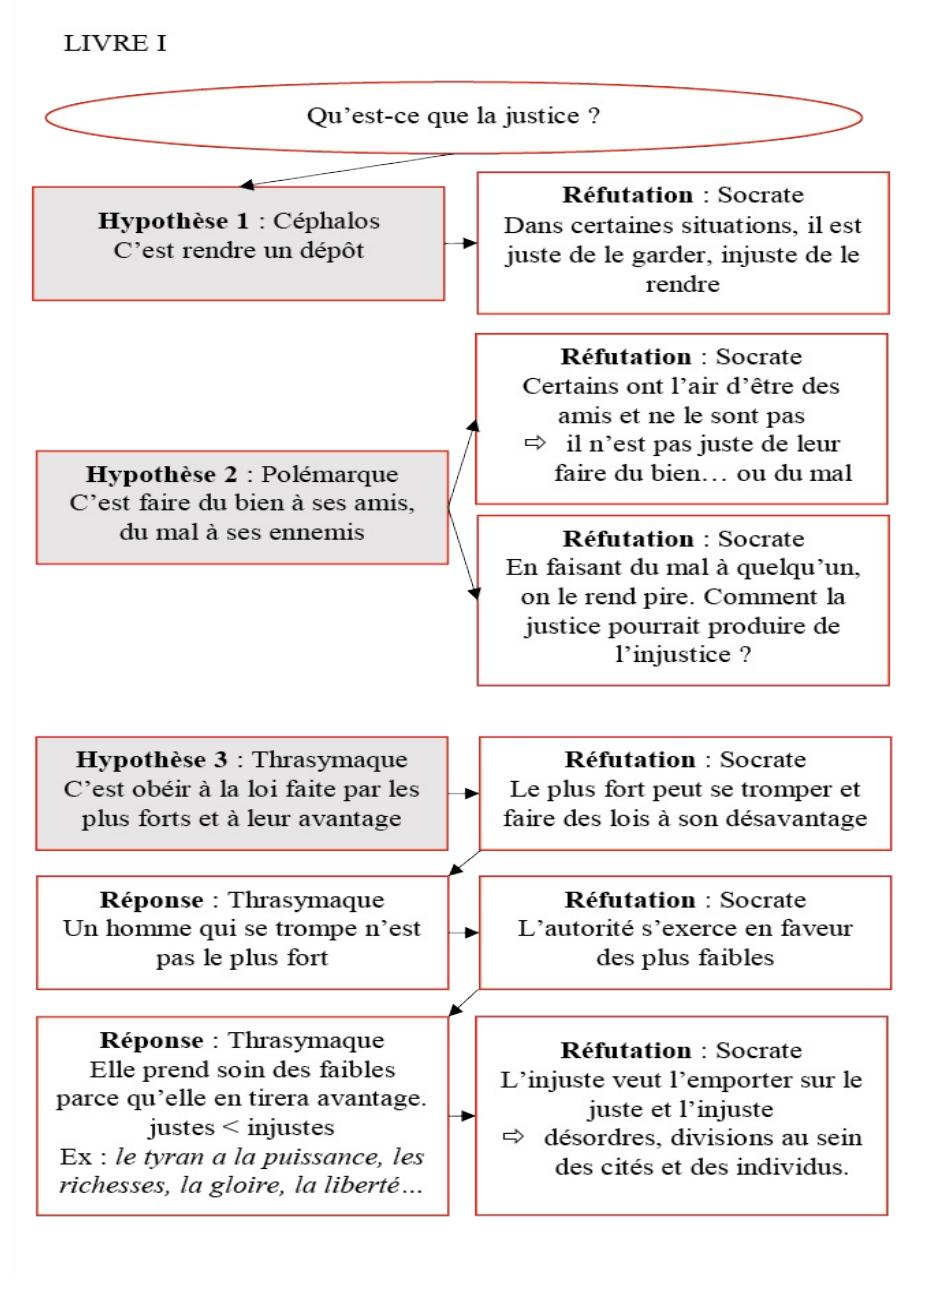 LIVRE I
Qu’est-ce que la justice ?
Hypothèse 1 : Céphalos
C’est rendre un dépôt
Réfutation : Socrate
Dans certaines situations, il est
juste de le garder, injuste de le
rendre
Hypothèse 2 : Polémarque
C’est faire du bien à ses amis,
du mal à ses ennemis
Réfutation : Socrate
Certains ont l’air d’être des
amis et ne le sont pas
⇨ il n’est pas juste de leur
faire du bien… ou du mal
Réfutation : Socrate
En faisant du mal à quelqu’un,
on le rend pire. Comment la
justice pourrait produire de
l’injustice ?
Hypothèse 3 : Thrasymaque
C’est obéir à la loi faite par les
plus forts et à leur avantage
Réfutation : Socrate
Le plus fort peut se tromper et
faire des lois à son désavantage
Réponse : Thrasymaque
Un homme qui se trompe n’est
pas le plus fort
Réfutation : Socrate
L’autorité s’exerce en faveur
des plus faibles
Réponse : Thrasymaque
Elle prend soin des faibles
parce qu’elle en tirera avantage.
justes < injustes
Ex : le tyran a la puissance, les
richesses, la gloire, la liberté…
Réfutation : Socrate
L’injuste veut l’emporter sur le
juste et l’injuste
⇨ désordres, divisions au sein
des cités et des individus.